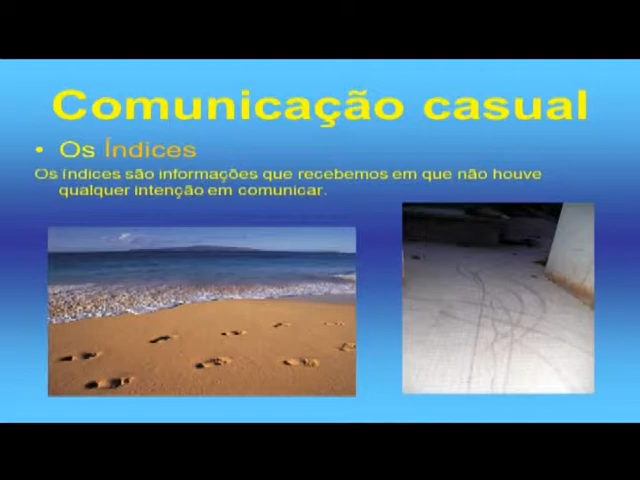 Comunicação casual
• Os Índices
Os índices são informações que recebemos em que não houve
qualquer intenção em comunicar.